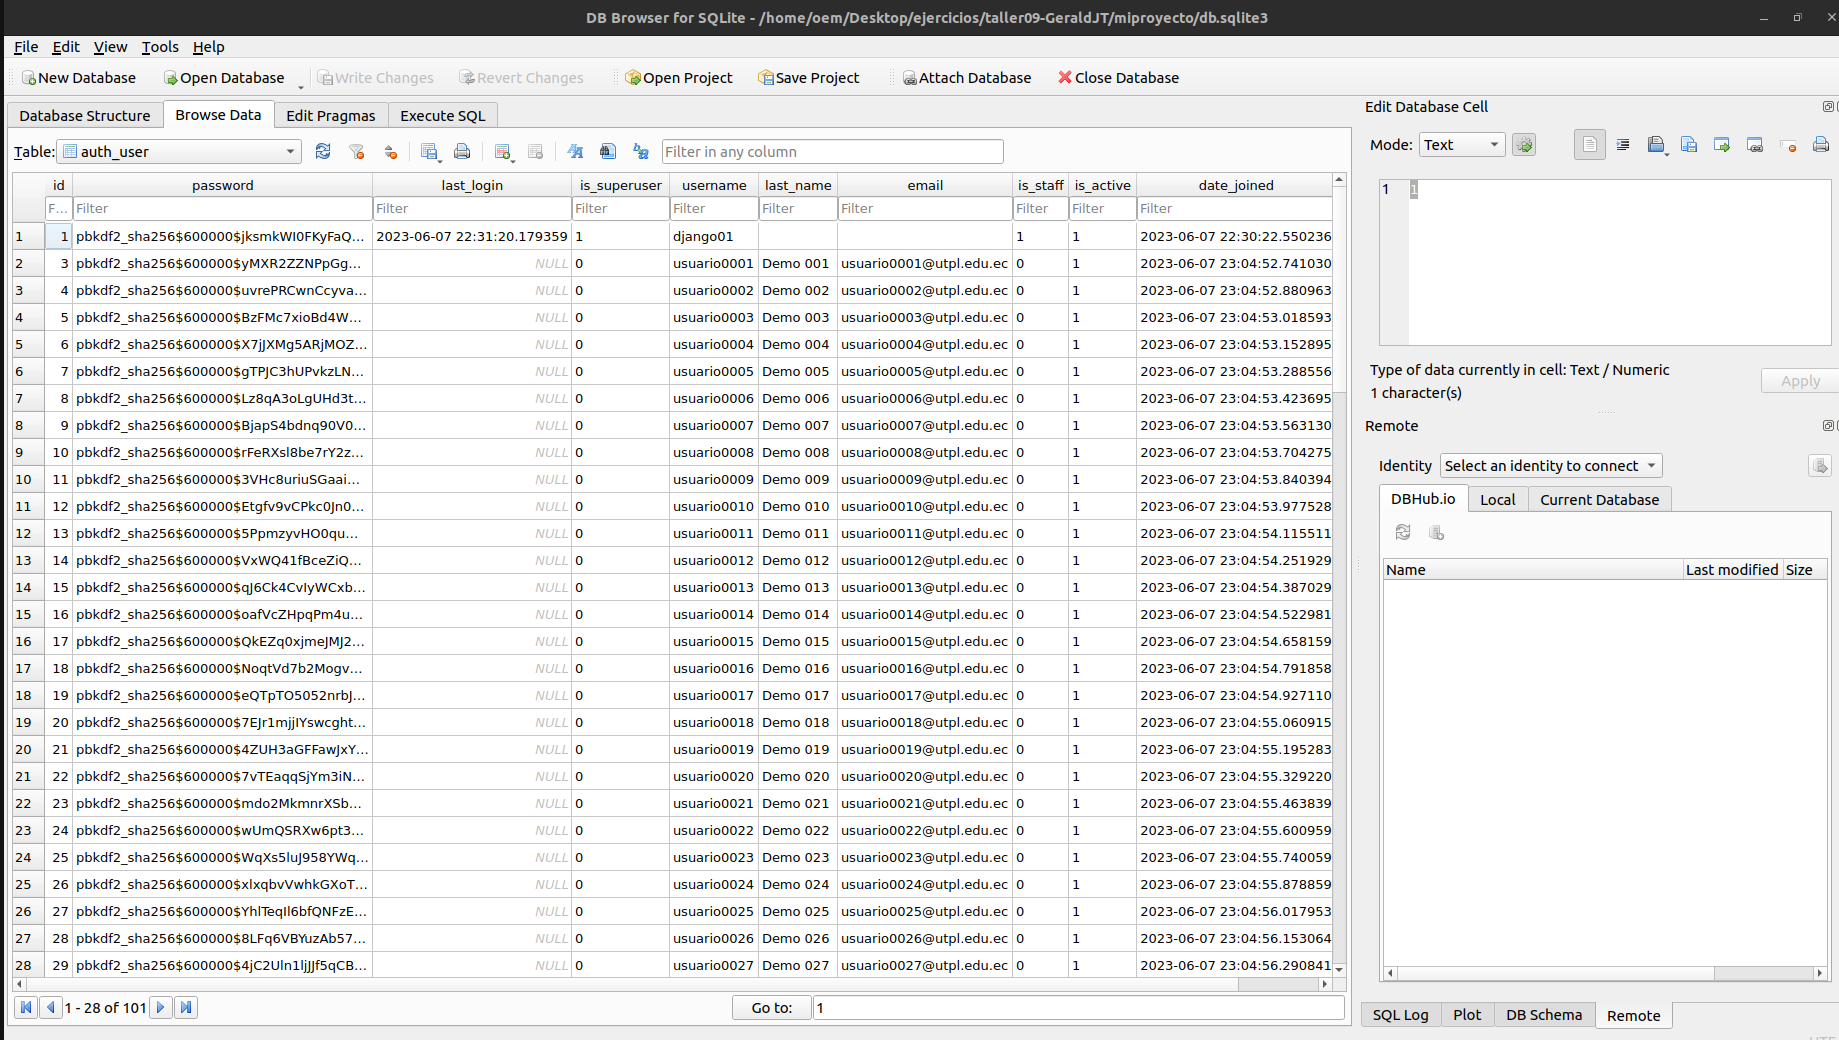 DB Browser for SQLite - /home/oem/Desktop/ejercicios/taller09-GeraldJT/miproyecto/db.sqlite3
File Edit View Tools Help
New Database Open Database Write Changes Revert Changes Open Project Save Project Attach Database Close Database
Database Structure Browse Data Edit Pragmas Execute SQL
Table: auth_user Filter in any column
id password last_login is_superuser username last_name email is_staff is_active date_joined
F... Filter Filter Filter Filter Filter Filter Filter Filter Filter
1 1 pbkdf2_sha256$600000$jksmkWI0FKyFaQ... 2023-06-07 22:31:20.179359 1 django01 1 1 2023-06-07 22:30:22.550236
2 3 pbkdf2_sha256$600000$yMXR2ZZNPpGg... NULL 0 usuario0001 Demo 001 usuario0001@utpl.edu.ec 0 1 2023-06-07 23:04:52.741030
3 4 pbkdf2_sha256$600000$uvrePRCwnCcyva... NULL 0 usuario0002 Demo 002 usuario0002@utpl.edu.ec 0 1 2023-06-07 23:04:52.880963
4 5 pbkdf2_sha256$600000$BzFMc7xioBd4W... NULL 0 usuario0003 Demo 003 usuario0003@utpl.edu.ec 0 1 2023-06-07 23:04:53.018593
5 6 pbkdf2_sha256$600000$X7jJXMg5ARjMOZ... NULL 0 usuario0004 Demo 004 usuario0004@utpl.edu.ec 0 1 2023-06-07 23:04:53.152895
6 7 pbkdf2_sha256$600000$gTPJC3hUPvkzLN... NULL 0 usuario0005 Demo 005 usuario0005@utpl.edu.ec 0 1 2023-06-07 23:04:53.288556
7 8 pbkdf2_sha256$600000$Lz8qA3oLgUHd3t... NULL 0 usuario0006 Demo 006 usuario0006@utpl.edu.ec 0 1 2023-06-07 23:04:53.423695
8 9 pbkdf2_sha256$600000$BjapS4bdnq90V0... NULL 0 usuario0007 Demo 007 usuario0007@utpl.edu.ec 0 1 2023-06-07 23:04:53.563130
9 10 pbkdf2_sha256$600000$rFeRXsl8be7rY2z... NULL 0 usuario0008 Demo 008 usuario0008@utpl.edu.ec 0 1 2023-06-07 23:04:53.704275
10 11 pbkdf2_sha256$600000$3VHc8uriuSGaai... NULL 0 usuario0009 Demo 009 usuario0009@utpl.edu.ec 0 1 2023-06-07 23:04:53.840394
11 12 pbkdf2_sha256$600000$Etgfv9vCPkc0Jn0... NULL 0 usuario0010 Demo 010 usuario0010@utpl.edu.ec 0 1 2023-06-07 23:04:53.977528
12 13 pbkdf2_sha256$600000$5PpmzyvHO0qu... NULL 0 usuario0011 Demo 011 usuario0011@utpl.edu.ec 0 1 2023-06-07 23:04:54.115511
13 14 pbkdf2_sha256$600000$VxWQ41fBceZiQ... NULL 0 usuario0012 Demo 012 usuario0012@utpl.edu.ec 0 1 2023-06-07 23:04:54.251929
14 15 pbkdf2_sha256$600000$qJ6Ck4CvIyWCxb... NULL 0 usuario0013 Demo 013 usuario0013@utpl.edu.ec 0 1 2023-06-07 23:04:54.387029
15 16 pbkdf2_sha256$600000$oafVcZHpqPm4u... NULL 0 usuario0014 Demo 014 usuario0014@utpl.edu.ec 0 1 2023-06-07 23:04:54.522981
16 17 pbkdf2_sha256$600000$QkEZq0xjmeJMJ2... NULL 0 usuario0015 Demo 015 usuario0015@utpl.edu.ec 0 1 2023-06-07 23:04:54.658159
17 18 pbkdf2_sha256$600000$NoqtVd7b2Mogv... NULL 0 usuario0016 Demo 016 usuario0016@utpl.edu.ec 0 1 2023-06-07 23:04:54.791858
18 19 pbkdf2_sha256$600000$eQTpTO5052nrbJ... NULL 0 usuario0017 Demo 017 usuario0017@utpl.edu.ec 0 1 2023-06-07 23:04:54.927110
19 20 pbkdf2_sha256$600000$7EJr1mjjIYswcght... NULL 0 usuario0018 Demo 018 usuario0018@utpl.edu.ec 0 1 2023-06-07 23:04:55.060915
20 21 pbkdf2_sha256$600000$4ZUH3aGFFawJxY... NULL 0 usuario0019 Demo 019 usuario0019@utpl.edu.ec 0 1 2023-06-07 23:04:55.195283
21 22 pbkdf2_sha256$600000$7vTEaqqSjYm3iN... NULL 0 usuario0020 Demo 020 usuario0020@utpl.edu.ec 0 1 2023-06-07 23:04:55.329220
22 23 pbkdf2_sha256$600000$mdo2MkmnrXSb... NULL 0 usuario0021 Demo 021 usuario0021@utpl.edu.ec 0 1 2023-06-07 23:04:55.463839
23 24 pbkdf2_sha256$600000$wUmQSRXw6pt3... NULL 0 usuario0022 Demo 022 usuario0022@utpl.edu.ec 0 1 2023-06-07 23:04:55.600959
24 25 pbkdf2_sha256$600000$WqXs5luJ958YWq... NULL 0 usuario0023 Demo 023 usuario0023@utpl.edu.ec 0 1 2023-06-07 23:04:55.740059
25 26 pbkdf2_sha256$600000$xlxqbvVwhkGXoT... NULL 0 usuario0024 Demo 024 usuario0024@utpl.edu.ec 0 1 2023-06-07 23:04:55.878859
26 27 pbkdf2_sha256$600000$YhlTeqIl6bfQNFzE... NULL 0 usuario0025 Demo 025 usuario0025@utpl.edu.ec 0 1 2023-06-07 23:04:56.017953
27 28 pbkdf2_sha256$600000$8LFq6VBYuzAb57... NULL 0 usuario0026 Demo 026 usuario0026@utpl.edu.ec 0 1 2023-06-07 23:04:56.153064
28 29 pbkdf2_sha256$600000$4jC2Uln1ljJJf5qCB... NULL 0 usuario0027 Demo 027 usuario0027@utpl.edu.ec 0 1 2023-06-07 23:04:56.290841
1 - 28 of 101 Go to: 1
Edit Database Cell
Mode: Text
1 1
Type of data currently in cell: Text / Numeric
1 character(s)
Apply
Remote
Identity Select an identity to connect
DBHub.io Local Current Database
Name Last modified Size
SQL Log Plot DB Schema Remote